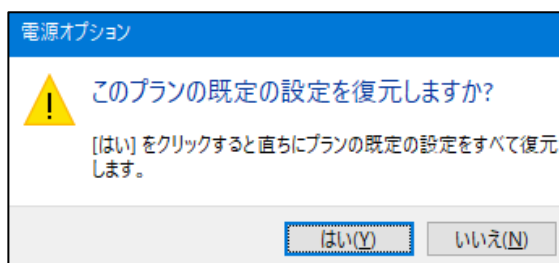 電源オプション
このプランの既定の設定を復元しますか?
[はい] をクリックすると直ちにプランの既定の設定をすべて復元
します。
はい(Y) いいえ(N)